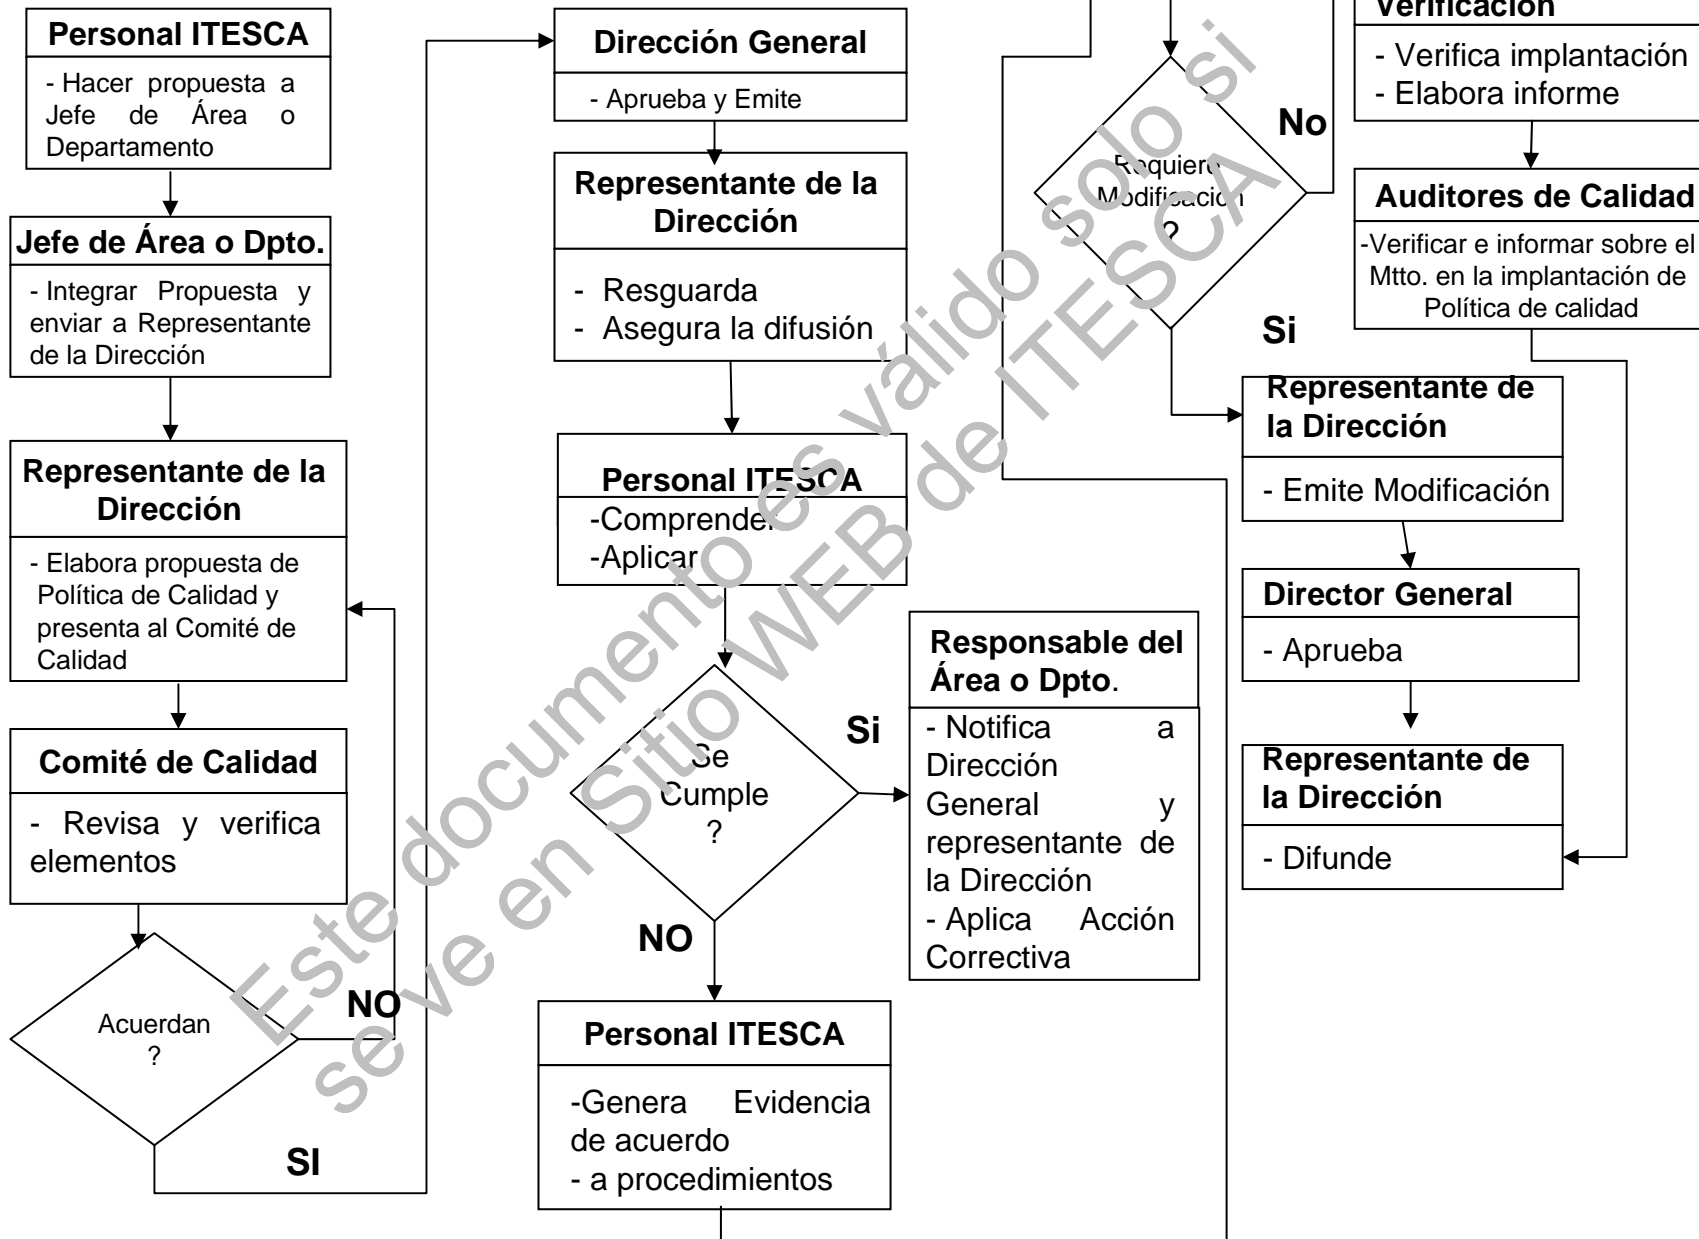 Personal ITESCA
- Hacer propuesta a
Jefe de Área o
Departamento
Jefe de Área o Dpto.
- Integrar Propuesta y
enviar a Representante
de la Dirección
Representante de la
Dirección
- Elabora propuesta de
Política de Calidad y
presenta al Comité de
Calidad
Comité de Calidad
- Revisa y verifica
elementos
Acuerdan
?
NO
SI
Dirección General
- Aprueba y Emite
Representante de la
Dirección
- Resguarda
- Asegura la difusión
Personal ITESCA
-Comprender
-Aplicar
Se
Cumple
?
Si
NO
Responsable del
Área o Dpto.
- Notifica a
Dirección
General y
representante de
la Dirección
- Aplica Acción
Correctiva
Personal ITESCA
-Genera Evidencia
de acuerdo
- a procedimientos
Requiere
Modificación
?
No
Si
Verificación
- Verifica implantación
- Elabora informe
Auditores de Calidad
-Verificar e informar sobre el
Mtto. en la implantación de
Política de calidad
Representante de
la Dirección
- Emite Modificación
Director General
- Aprueba
Representante de
la Dirección
- Difunde
Este documento es válido solo si
se ve en Sitio WEB de ITESCA